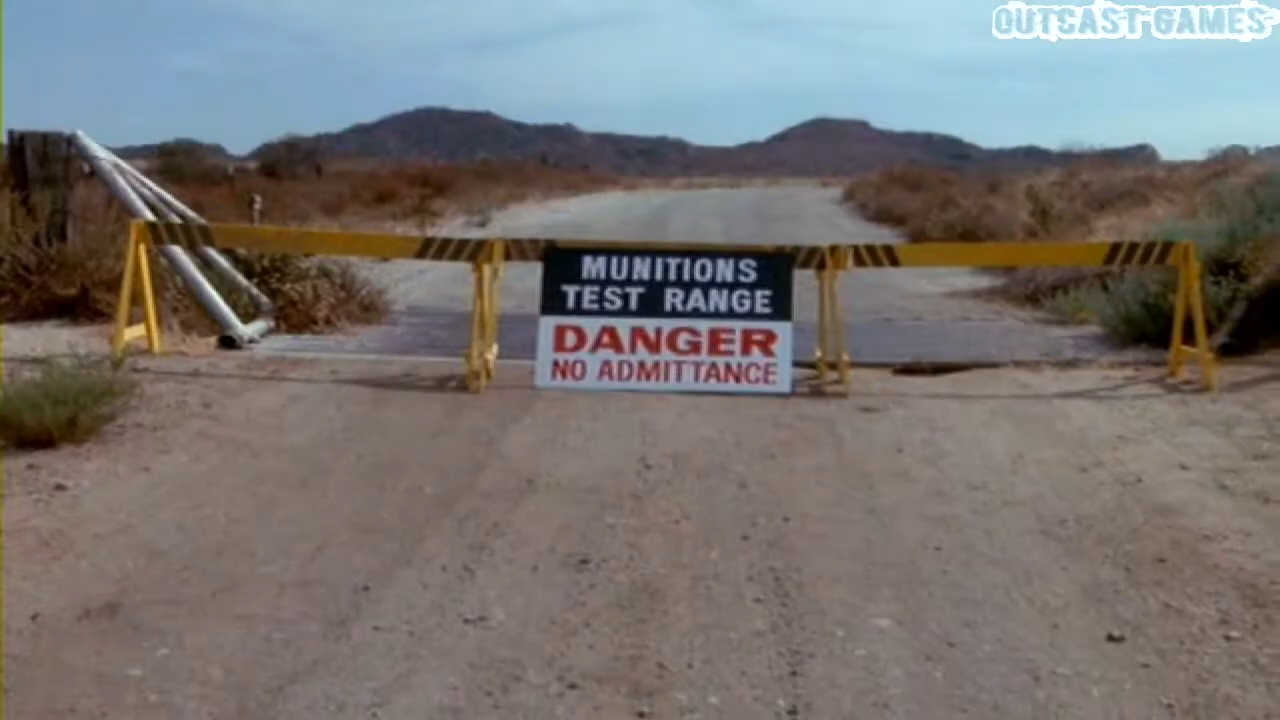 OUTCAST GAMES
MUNITIONS
TEST RANGE
DANGER
NO ADMITTANCE